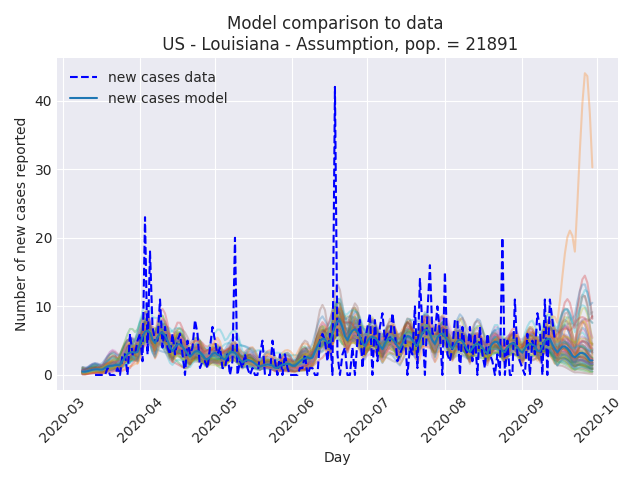 Model comparison to data
US - Louisiana - Assumption, pop. = 21891
new cases data
new cases model
Number of new cases reported
40
30
20
10
0
2020-03
2020-04
2020-05
2020-06
2020-07
2020-08
2020-09
2020-10
Day